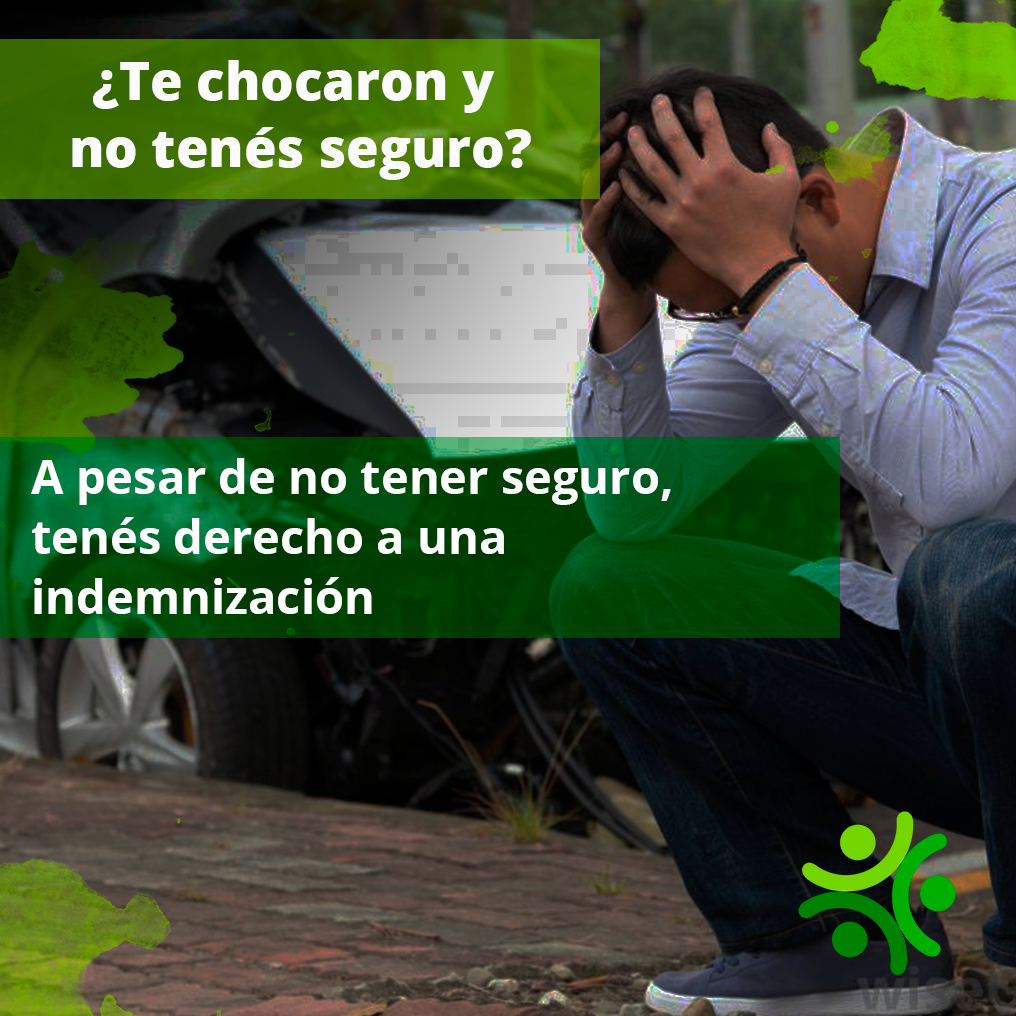 ¿Te chocaron y
no tenés seguro?
A pesar de no tener seguro,
tenés derecho a una
indemnización